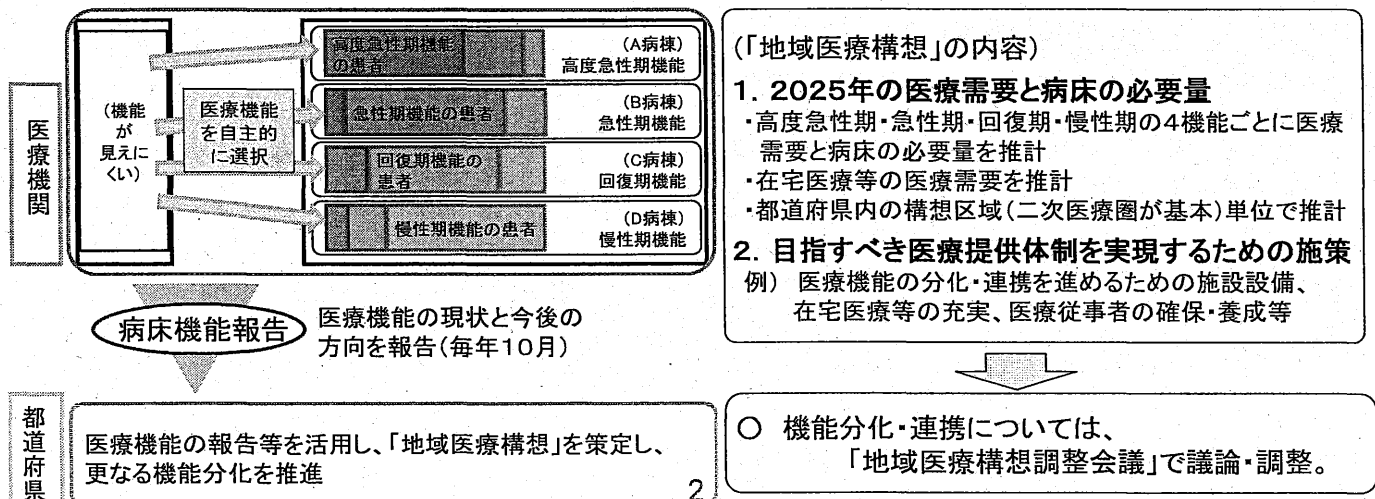 医療機関
(機能
が
見えに
くい)
医療機能
を自主的
に選択
高度急性期機能
の患者
(A病棟)
高度急性期機能
急性期機能の患者
(B病棟)
急性期機能
回復期機能の
患者
(C病棟)
回復期機能
慢性期機能の患者
(D病棟)
慢性期機能
病床機能報告
医療機能の現状と今後の
方向を報告(毎年10月)
都道府県
医療機能の報告等を活用し、「地域医療構想」を策定し、
更なる機能分化を推進
2
(「地域医療構想」の内容)
1. 2025年の医療需要と病床の必要量
・高度急性期・急性期・回復期・慢性期の4機能ごとに医療
需要と病床の必要量を推計
・在宅医療等の医療需要を推計
・都道府県内の構想区域(二次医療圏が基本)単位で推計
2. 目指すべき医療提供体制を実現するための施策
例) 医療機能の分化・連携を進めるための施設設備、
在宅医療等の充実、医療従事者の確保・養成等
○ 機能分化・連携については、
「地域医療構想調整会議」で議論・調整。